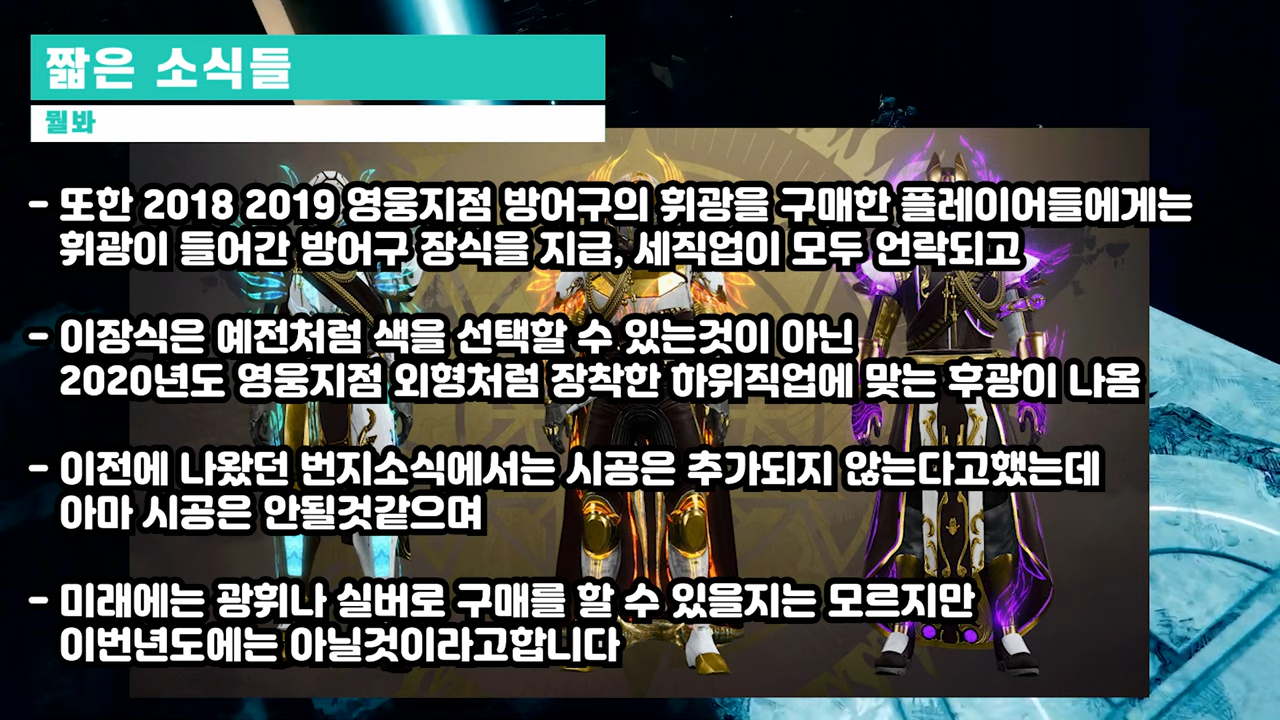 짧은 소식들
뭘봐
- 또한 2018 2019 영웅지점 방어구의 휘광을 구매한 플레이어들에게는
휘광이 들어간 방어구 장식을 지급, 세직업이 모두 언락되고
- 이장식은 예전처럼 색을 선택할 수 있는것이 아닌
2020년도 영웅지점 외형처럼 장착한 하위직업에 맞는 후광이 나옴
- 이전에 나왔던 번지소식에서는 시공은 추가되지 않는다고했는데
아마 시공은 안될것같으며
- 미래에는 광휘나 실버로 구매를 할 수 있을지는 모르지만
이번년도에는 아닐것이라고합니다